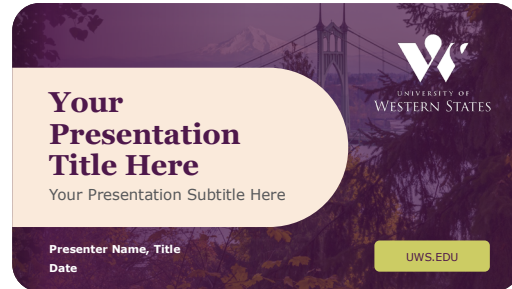 UNIVERSITY OF
WESTERN STATES
Your
Presentation
Title Here
Your Presentation Subtitle Here
Presenter Name, Title
Date
UWS.EDU